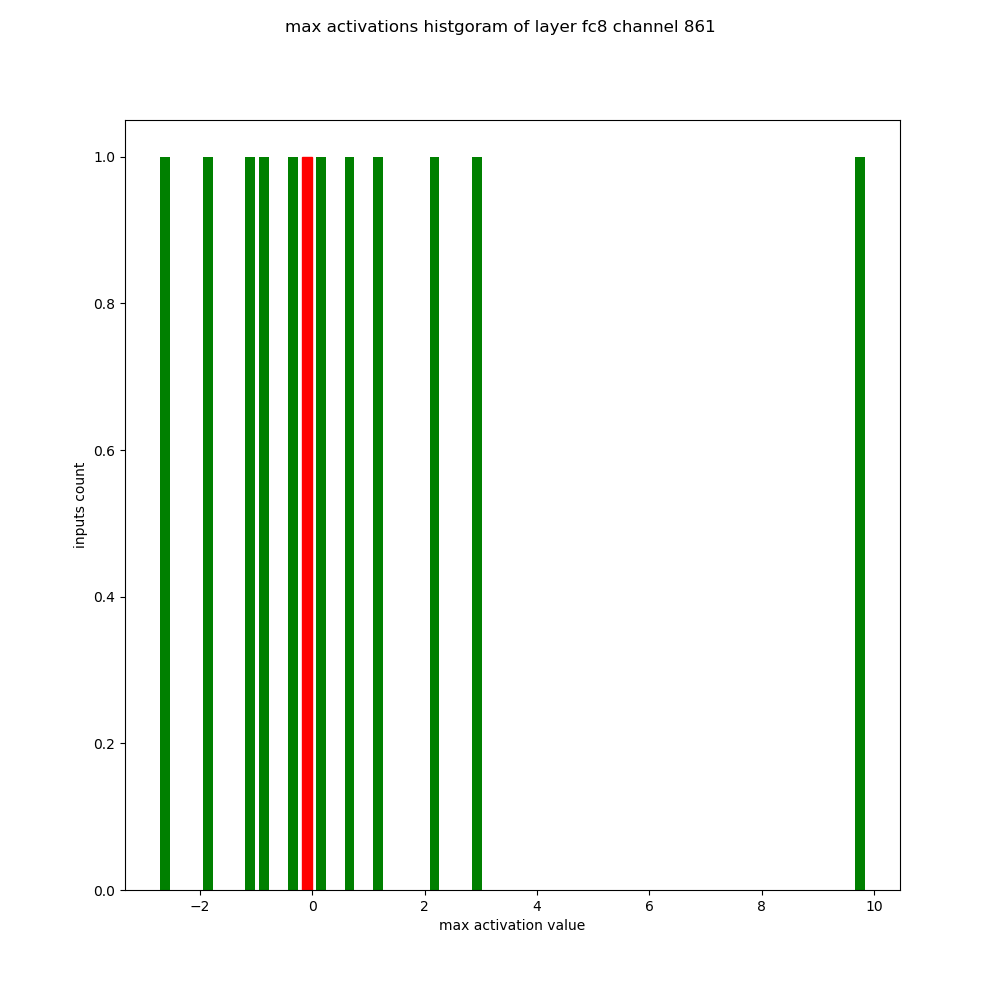 max activations histgoram of layer fc8 channel 861
1.0
0.8
0.6
0.4
0.2
0.0
inputs count
−2 0 2 4 6 8 10
max activation value